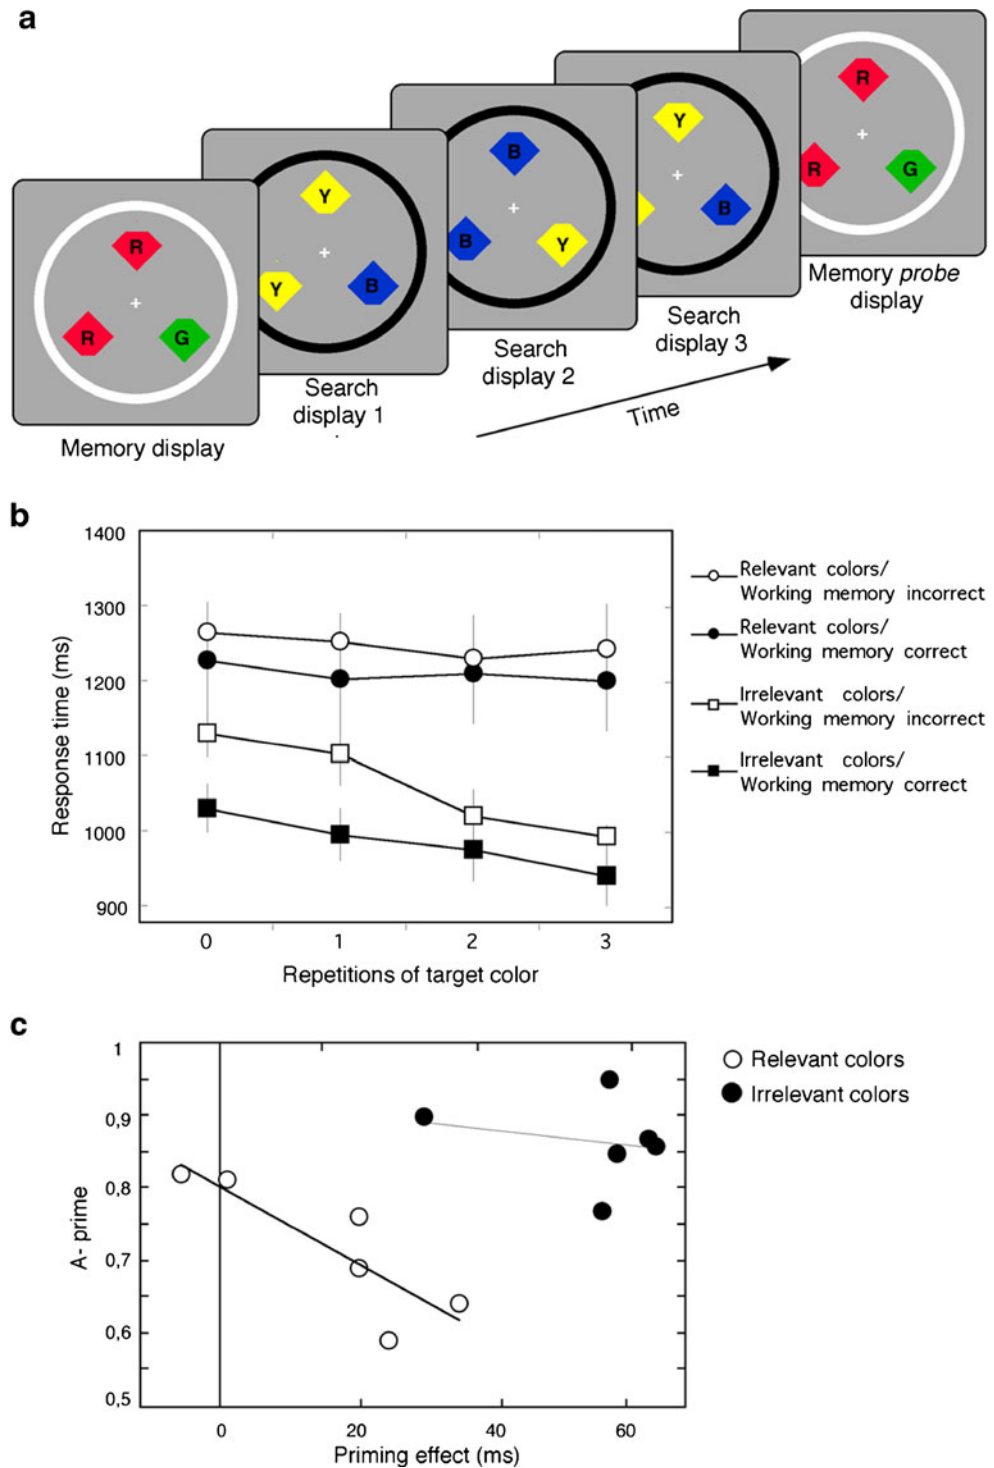 a
R
R
G
Memory display
Y
Y
B
Search
display 1
B
B
Y
Search
display 2
Y
B
Search
display 3
R
R
G
Memory probe
display
Time
b
Response time (ms)
1400
1300
1200
1100
1000
900
0 1 2 3
Repetitions of target color
Relevant colors/
Working memory incorrect
Relevant colors/
Working memory correct
Irrelevant colors/
Working memory incorrect
Irrelevant colors/
Working memory correct
c
A- prime
1
0,9
0,8
0,7
0,6
0,5
0 20 40 60
Priming effect (ms)
Relevant colors
Irrelevant colors